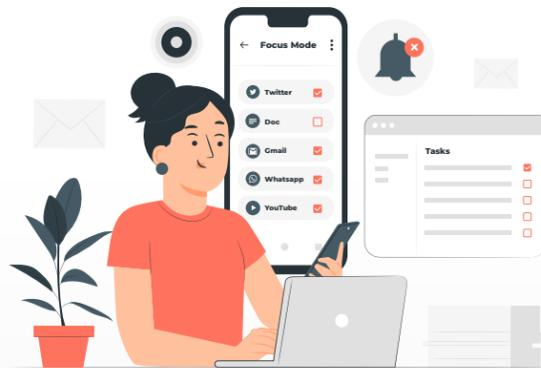 Focus Mode
Twitter
Doc
Gmail
Whatsapp
YouTube
Tasks